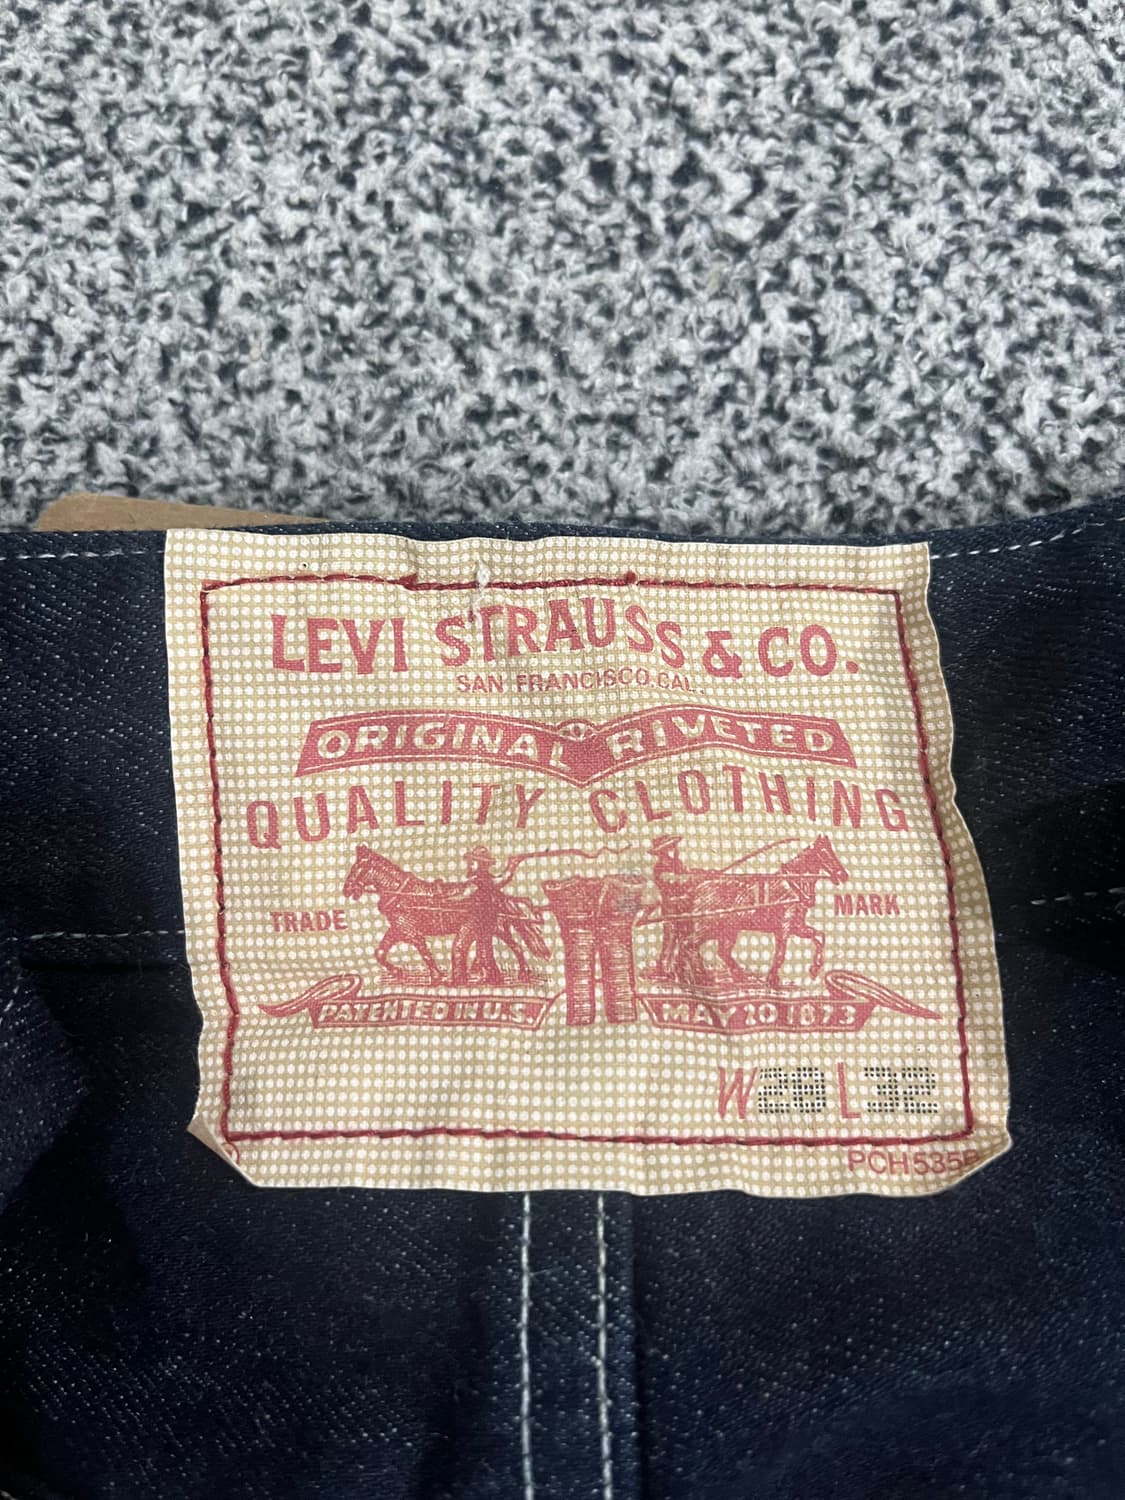 LEVI STRAUSS & CO.
SAN FRANCISCO, CAL.
ORIGINAL RIVETED
QUALITY CLOTHING
TRADE MARK
PATENTED IN U.S. MAY 20 1873
W28 L32
PCH535B